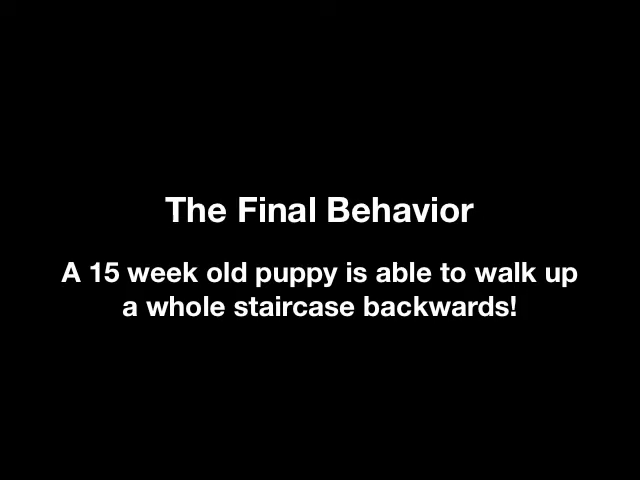 The Final Behavior
A 15 week old puppy is able to walk up
a whole staircase backwards!